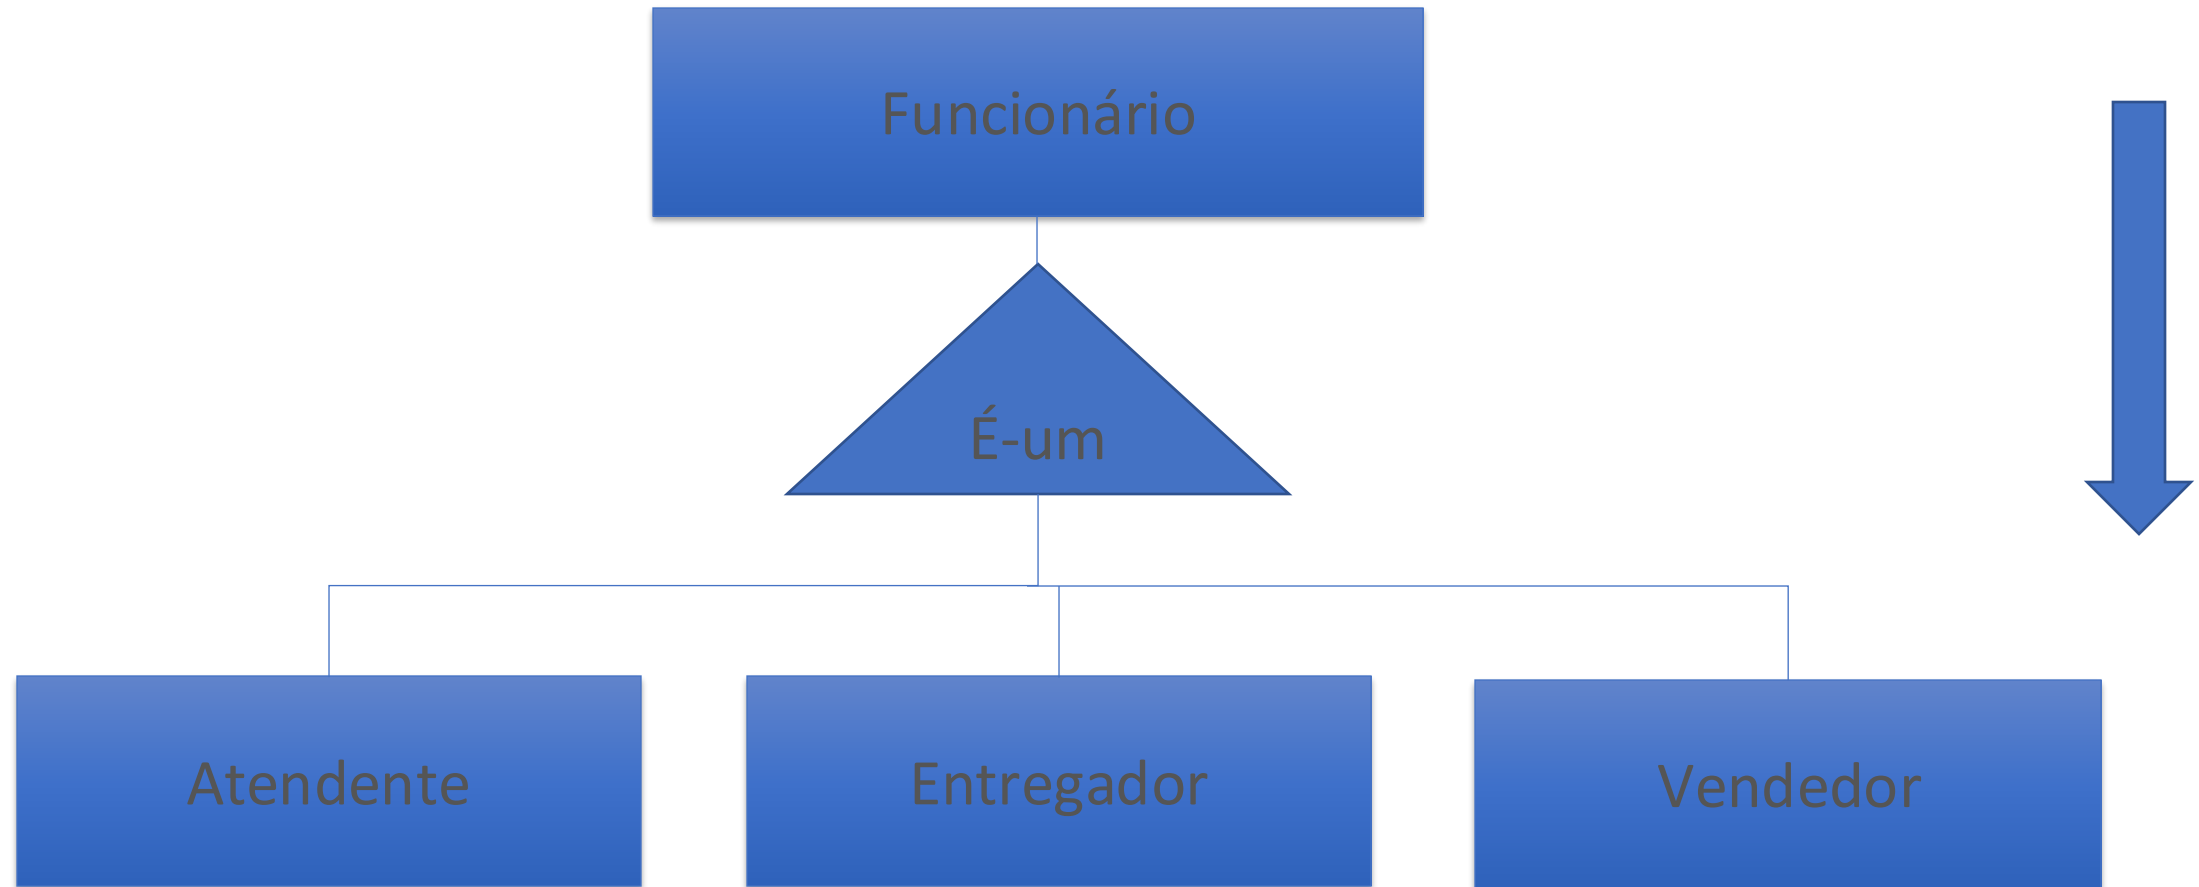 Funcionário
É-um
Atendente
Entregador
Vendedor